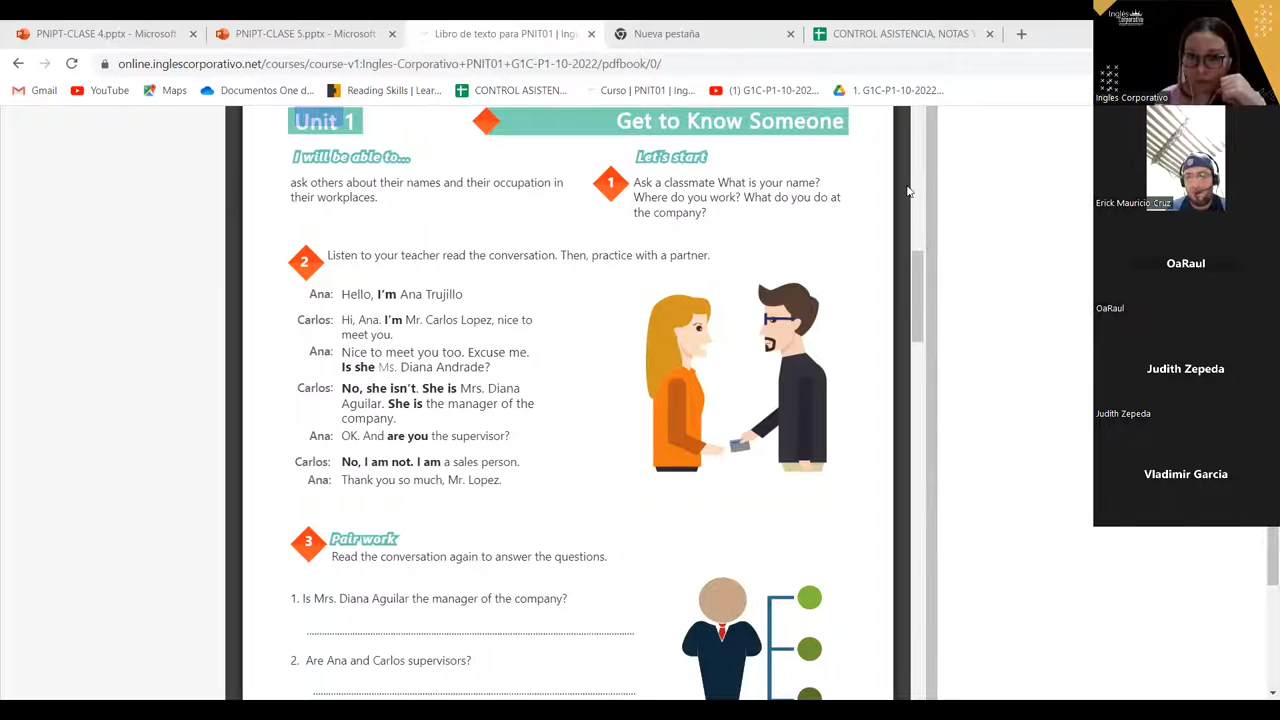 PNIPT-CLASE 4.pptx - Microsoft
PNIPT-CLASE 5.pptx - Microsoft
Libro de texto para PNIT01 | Ingl
Nueva pestaña
CONTROL ASISTENCIA, NOTAS Y
online.inglescorporativo.net/courses/course-v1:Ingles-Corporativo+PNIT01+G1C-P1-10-2022/pdfbook/0/
Gmail
YouTube
Maps
Documentos One d...
Reading Skills | Lear...
CONTROL ASISTEN...
Curso | PNIT01 | ing...
(1) G1C-P1-10-202...
1. G1C-P1-10-2022...
Unit 1
Get to Know Someone
I will be able to...
ask others about their names and their occupation in
their workplaces.
Let's start
1
Ask a classmate What is your name?
Where do you work? What do you do at
the company?
2
Listen to your teacher read the conversation. Then, practice with a partner.
Ana: Hello, I'm Ana Trujillo
Carlos: Hi, Ana. I'm Mr. Carlos Lopez, nice to
meet you.
Ana: Nice to meet you too. Excuse me.
Is she Ms. Diana Andrade?
Carlos: No, she isn't. She is Mrs. Diana
Aguilar. She is the manager of the
company.
Ana: OK. And are you the supervisor?
Carlos: No, I am not. I am a sales person.
Ana: Thank you so much, Mr. Lopez.
3
Pair work
Read the conversation again to answer the questions.
1. Is Mrs. Diana Aguilar the manager of the company?
2. Are Ana and Carlos supervisors?
Inglés
Corporativo
Ingles Corporativo
Erick Mauricio Cruz
OaRaul
OaRaul
Judith Zepeda
Judith Zepeda
Vladimir Garcia